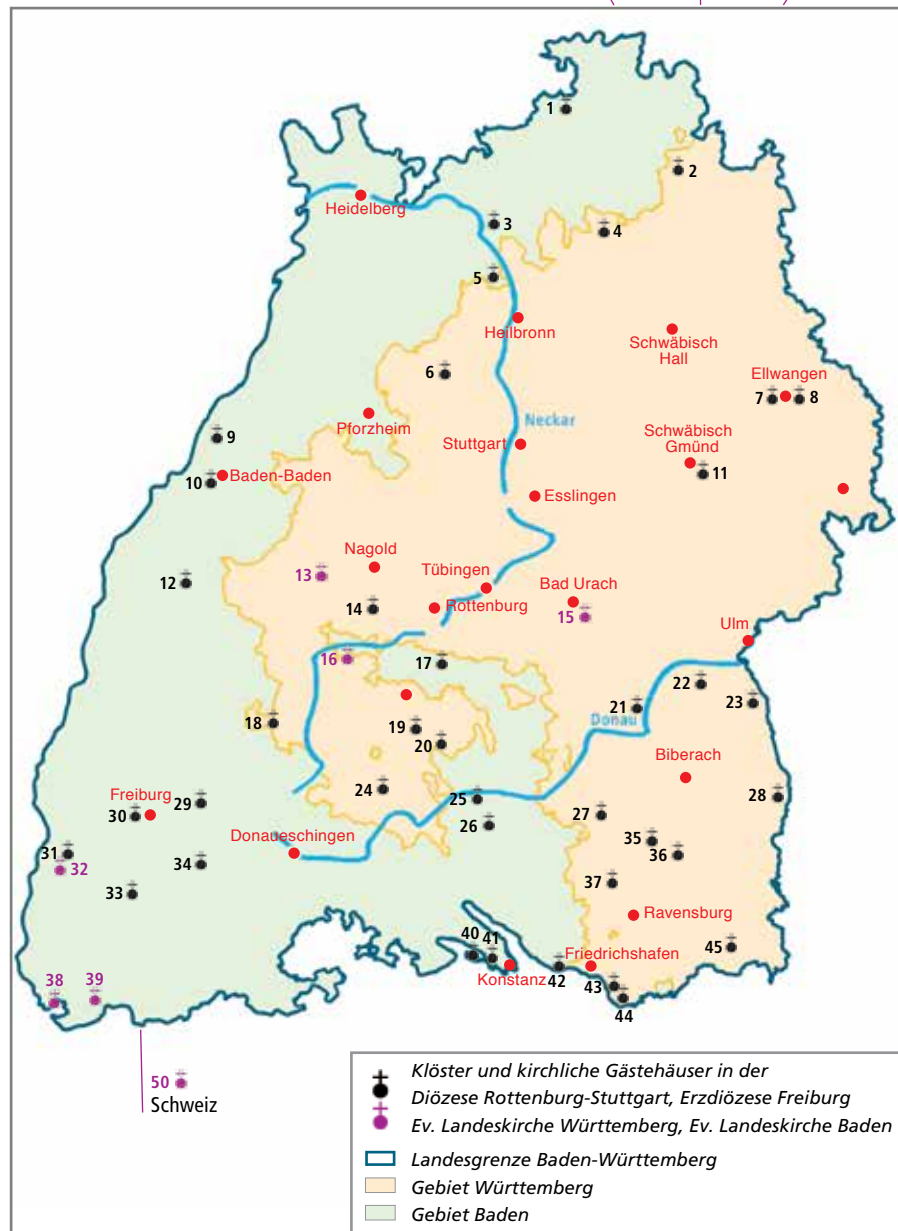 1
2
Heidelberg
3
4
5
Heilbronn
Schwäbisch
Hall
6
Ellwangen
7
8
Pforzheim
Neckar
9
Stuttgart
Schwäbisch
Gmünd
10
Baden-Baden
11
Esslingen
Nagold
12
13
Tübingen
Bad Urach
14
Rottenburg
15
Ulm
16
17
22
23
18
21
19
Donau
20
Biberach
24
25
28
Freiburg
29
30
27
26
Donaueschingen
35
36
31
32
34
33
37
Ravensburg
40
41
45
Friedrichshafen
Konstanz
42
43
38
39
44
50
Schweiz
Klöster und kirchliche Gästehäuser in der
Diözese Rottenburg-Stuttgart, Erzdiözese Freiburg
Ev. Landeskirche Württemberg, Ev. Landeskirche Baden
Landesgrenze Baden-Württemberg
Gebiet Württemberg
Gebiet Baden